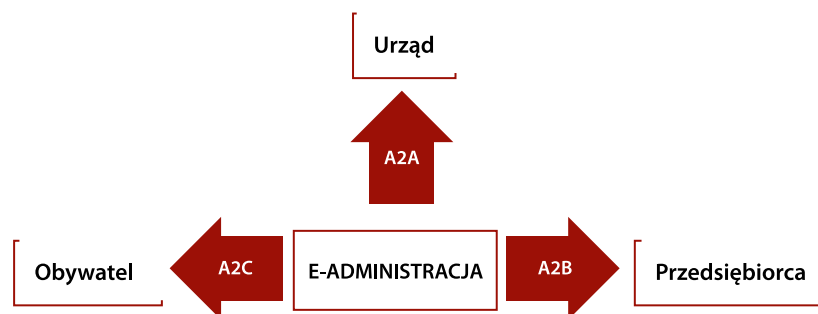 Urząd
A2A
Obywatel
A2C
E-ADMINISTRACJA
A2B
Przedsiębiorca